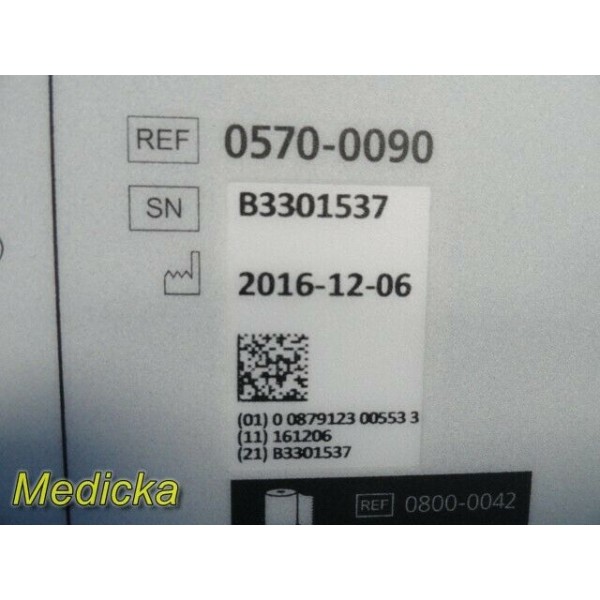 REF 0570-0090
SN B3301537
2016-12-06
(01) 0 0879123 00553 3
(11) 161206
(21) B3301537
Medicka
REF 0800-0042